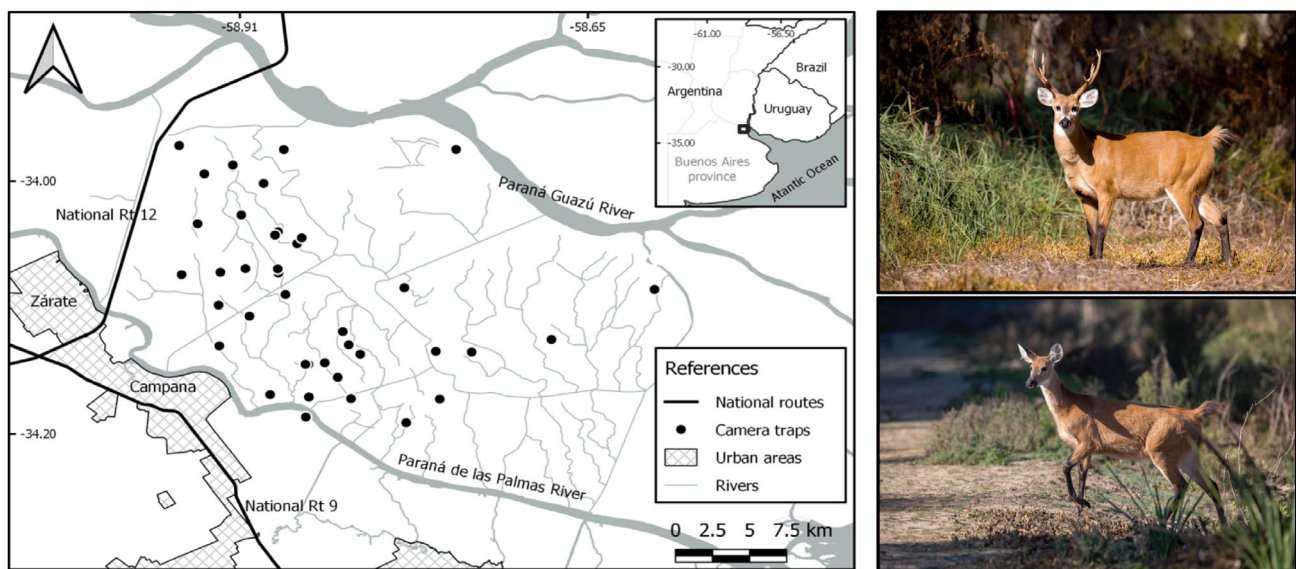 -58.91
-58.65
-34.00
-34.20
National Rt 12
Paraná Guazú River
Zárate
Campana
Paraná de las Palmas River
National Rt 9
-61.00
-56.50
-30.00
-35.00
Brazil
Argentina
Uruguay
Buenos Aires
province
Atantic Ocean
References
National routes
Camera traps
Urban areas
Rivers
0 2.5 5 7.5 km